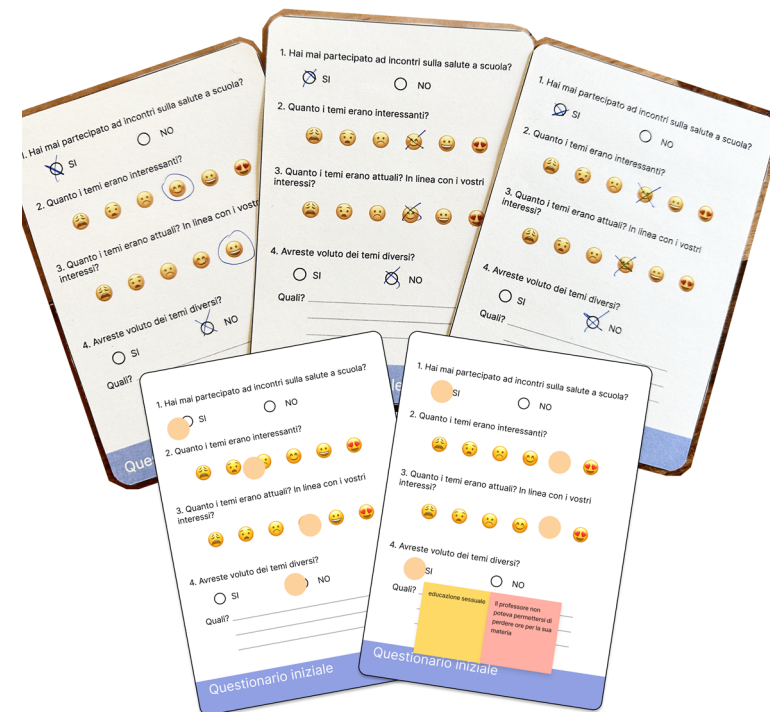 . Hai mai partecipato ad incontri sulla salute a scuola?
SI NO
2. Quanto i temi erano interessanti?
3. Quanto i temi erano attuali? In linea con i vostr
interessi?
4. Avreste voluto dei temi diversi?
SI NO
Quali?
Que
1. Hai mai partecipato ad incontri sulla salute a scuola?
SI NO
2. Quanto i temi erano interessanti?
3. Quanto i temi erano attuali? In linea con i vostri
interessi?
4. Avreste voluto dei temi diversi?
SI NO
Quali?
le
1. Hai mai partecipato ad incontri sulla salute a scuola?
SI NO
2. Quanto i temi erano interessanti?
3. Quanto i temi erano attuali? In linea con i vostri
interessi?
4. Avreste voluto dei temi diversi?
SI NO
Quali?
1. Hai mai partecipato ad incontri sulla salute a scuola?
SI NO
2. Quanto i temi erano interessanti?
3. Quanto i temi erano attuali? In linea con i vostri
interessi?
4. Avreste voluto dei temi diversi?
SI NO
Quali?
Questionario iniziale
1. Hai mai partecipato ad incontri sulla salute a scuola?
SI NO
2. Quanto i temi erano interessanti?
3. Quanto i temi erano attuali? In linea con i vostri
interessi?
4. Avreste voluto dei temi diversi?
SI NO
Quali?
educazione sessuale
Il professore non
poteva permettersi di
perdere ore per la sua
materia
Questionario iniziale